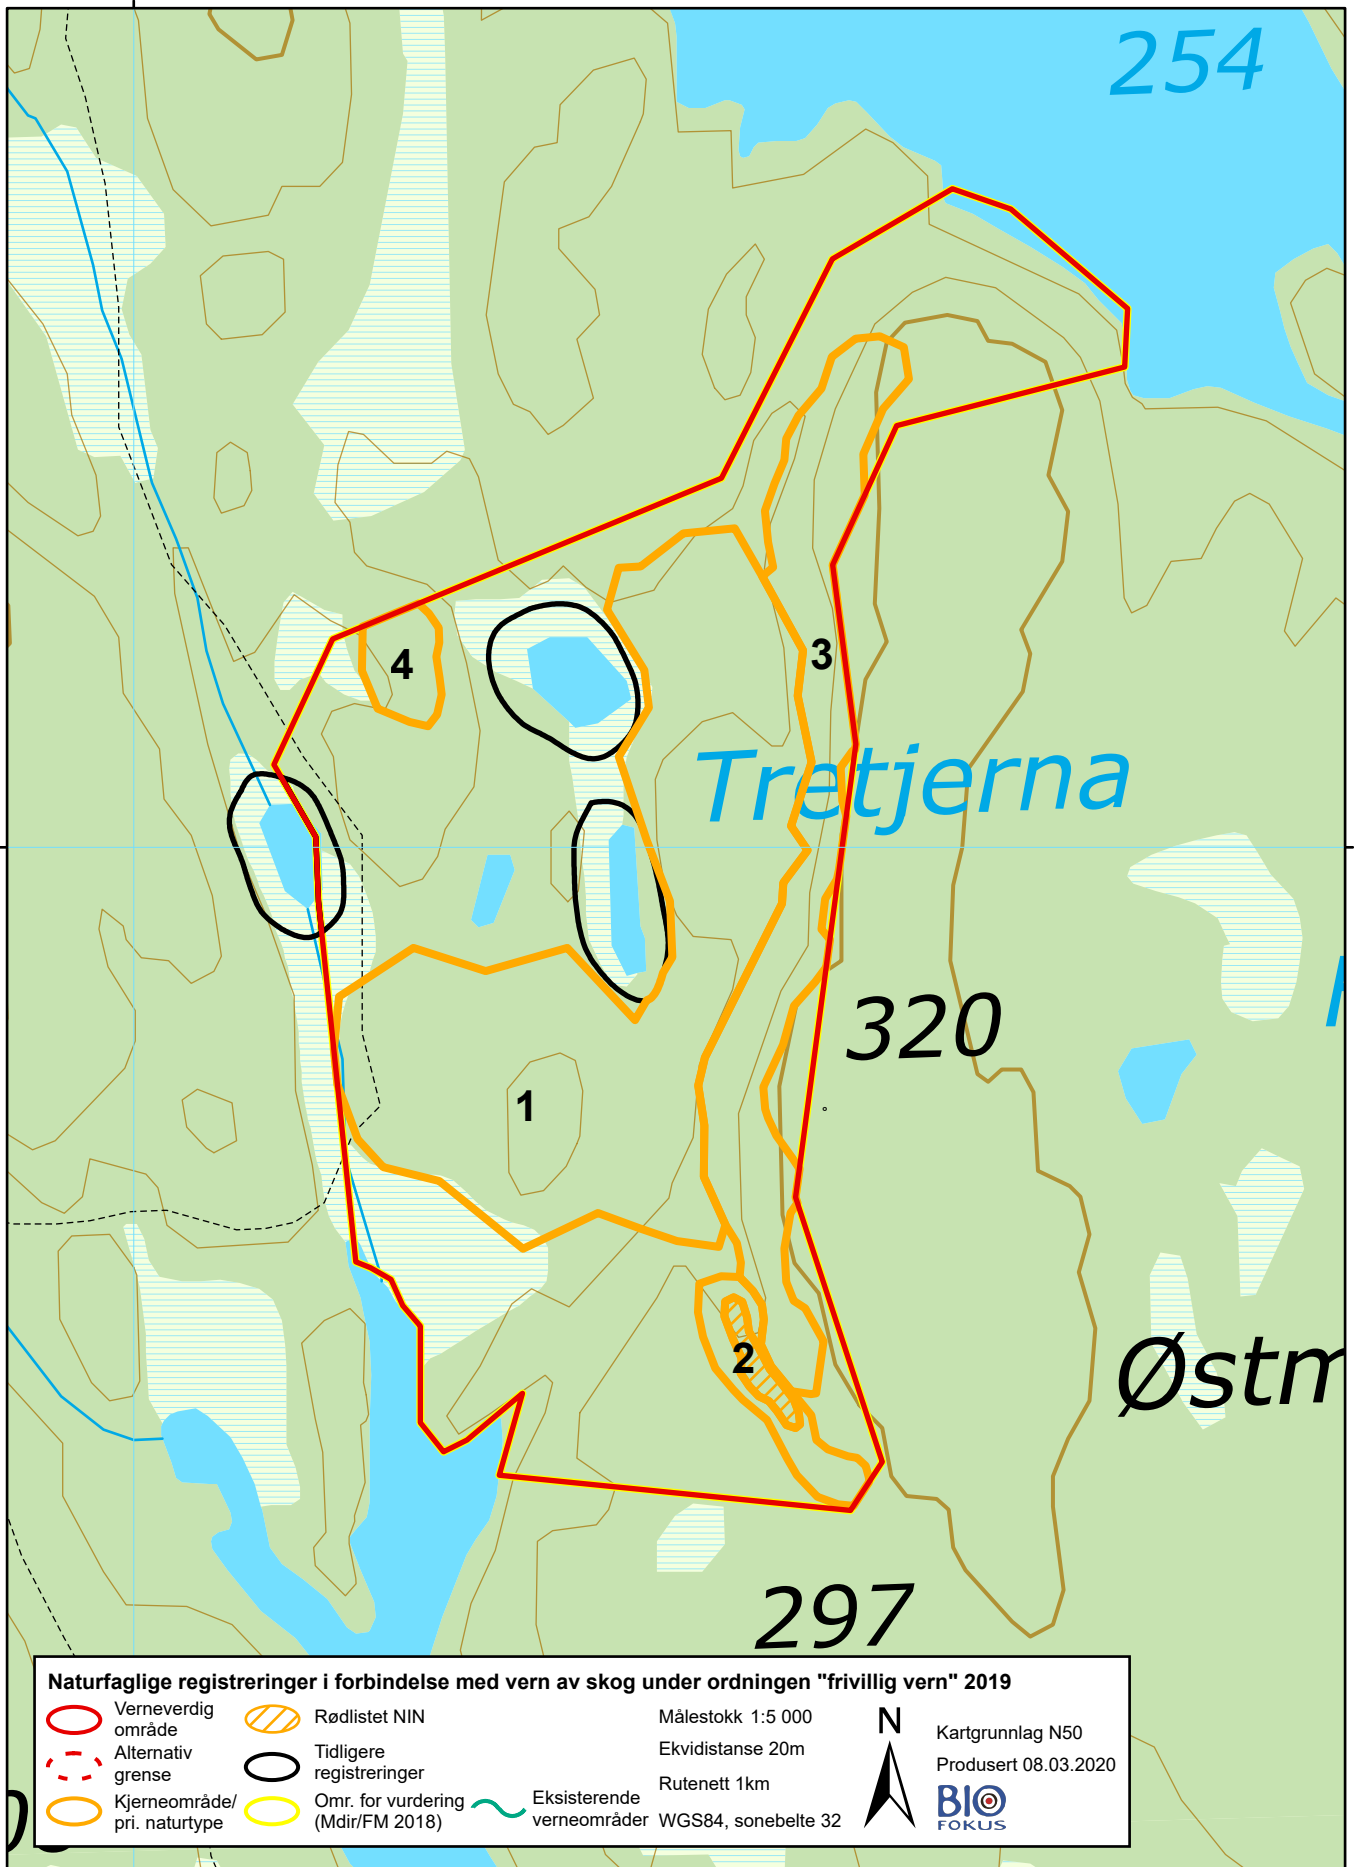 254
4
3
Tretjerna
320
1
2
Østm
297
Naturfaglige registreringer i forbindelse med vern av skog under ordningen "frivillig vern" 2019
Verneverdig
område
Alternativ
grense
Kjerneområde/
pri. naturtype
Rødlistet NIN
Tidligere
registreringer
Omr. for vurdering
(Mdir/FM 2018)
Eksisterende
verneområder
Målestokk 1:5 000
Ekvidistanse 20m
Rutenett 1km
WGS84, sonebelte 32
N
Kartgrunnlag N50
Produsert 08.03.2020
BIO
FOKUS